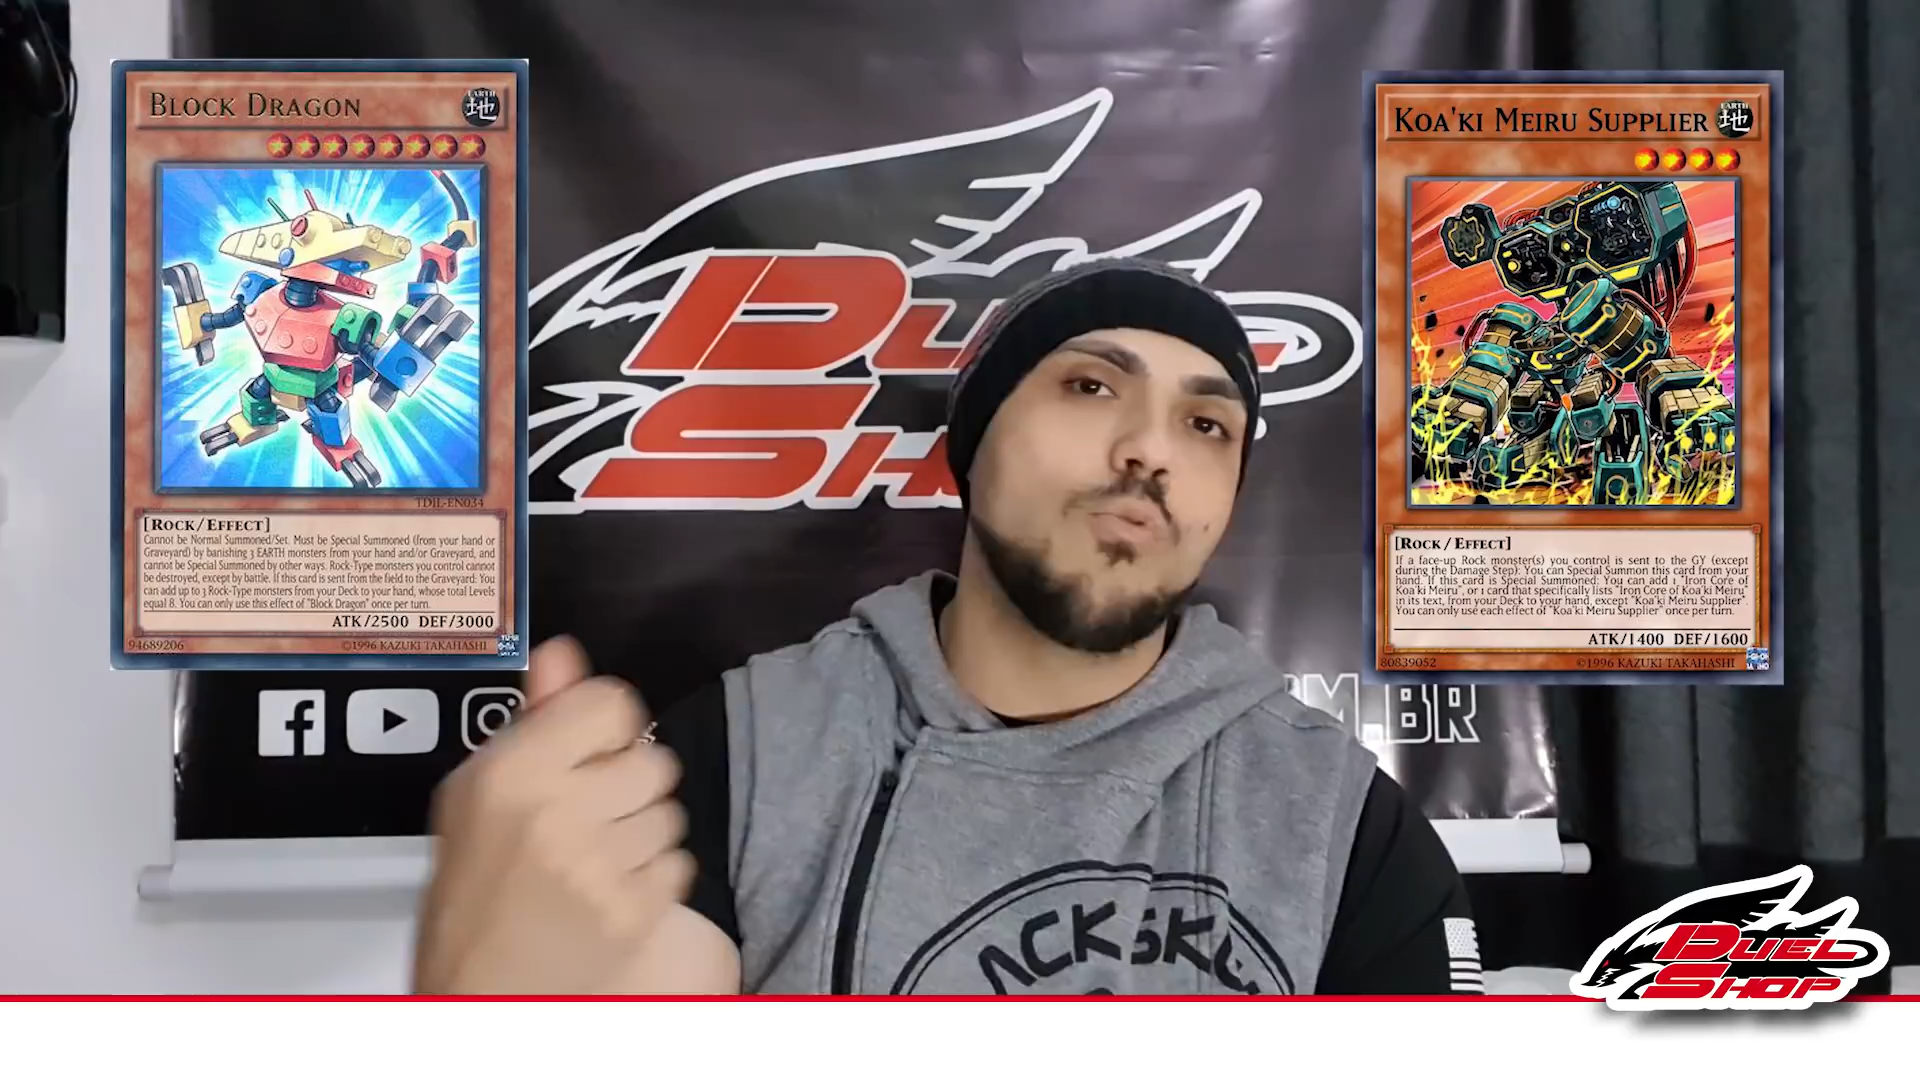 BLOCK DRAGON
EARTH
地
TDIL-EN034
[ROCK/EFFECT]
Cannot be Normal Summoned/Set. Must be Special Summoned (from your hand or
Graveyard) by banishing 3 EARTH monsters from your hand and/or Graveyard, and
cannot be Special Summoned by other ways. Rock-Type monsters you control cannot
be destroyed, except by battle. If this card is sent from the field to the Graveyard: You
can add up to 3 Rock-Type monsters from your Deck to your hand, whose total Levels
equal 8. You can only use this effect of "Block Dragon" once per turn.
ATK/2500 DEF/3000
94689206
©1996 KAZUKI TAKAHASHI
KOA'KI MEIRU SUPPLIER
EARTH
地
[ROCK/EFFECT]
If a face-up Rock monster(s) you control is sent to the GY (except
during the Damage Step): You can Special Summon this card from your
hand. If this card is Special Summoned: You can add 1 "Iron Core of
Koa'ki Meiru", or 1 card that specifically lists "Iron Core of Koa'ki Meiru"
in its text, from your Deck to your hand, except "Koa'ki Meiru Supplier".
You can only use each effect of "Koa'ki Meiru Supplier" once per turn.
ATK/1400 DEF/1600
80839052
©1996 KAZUKI TAKAHASHI
DUEL
SH
M.BR
ACK SK
DUEL
SHOP